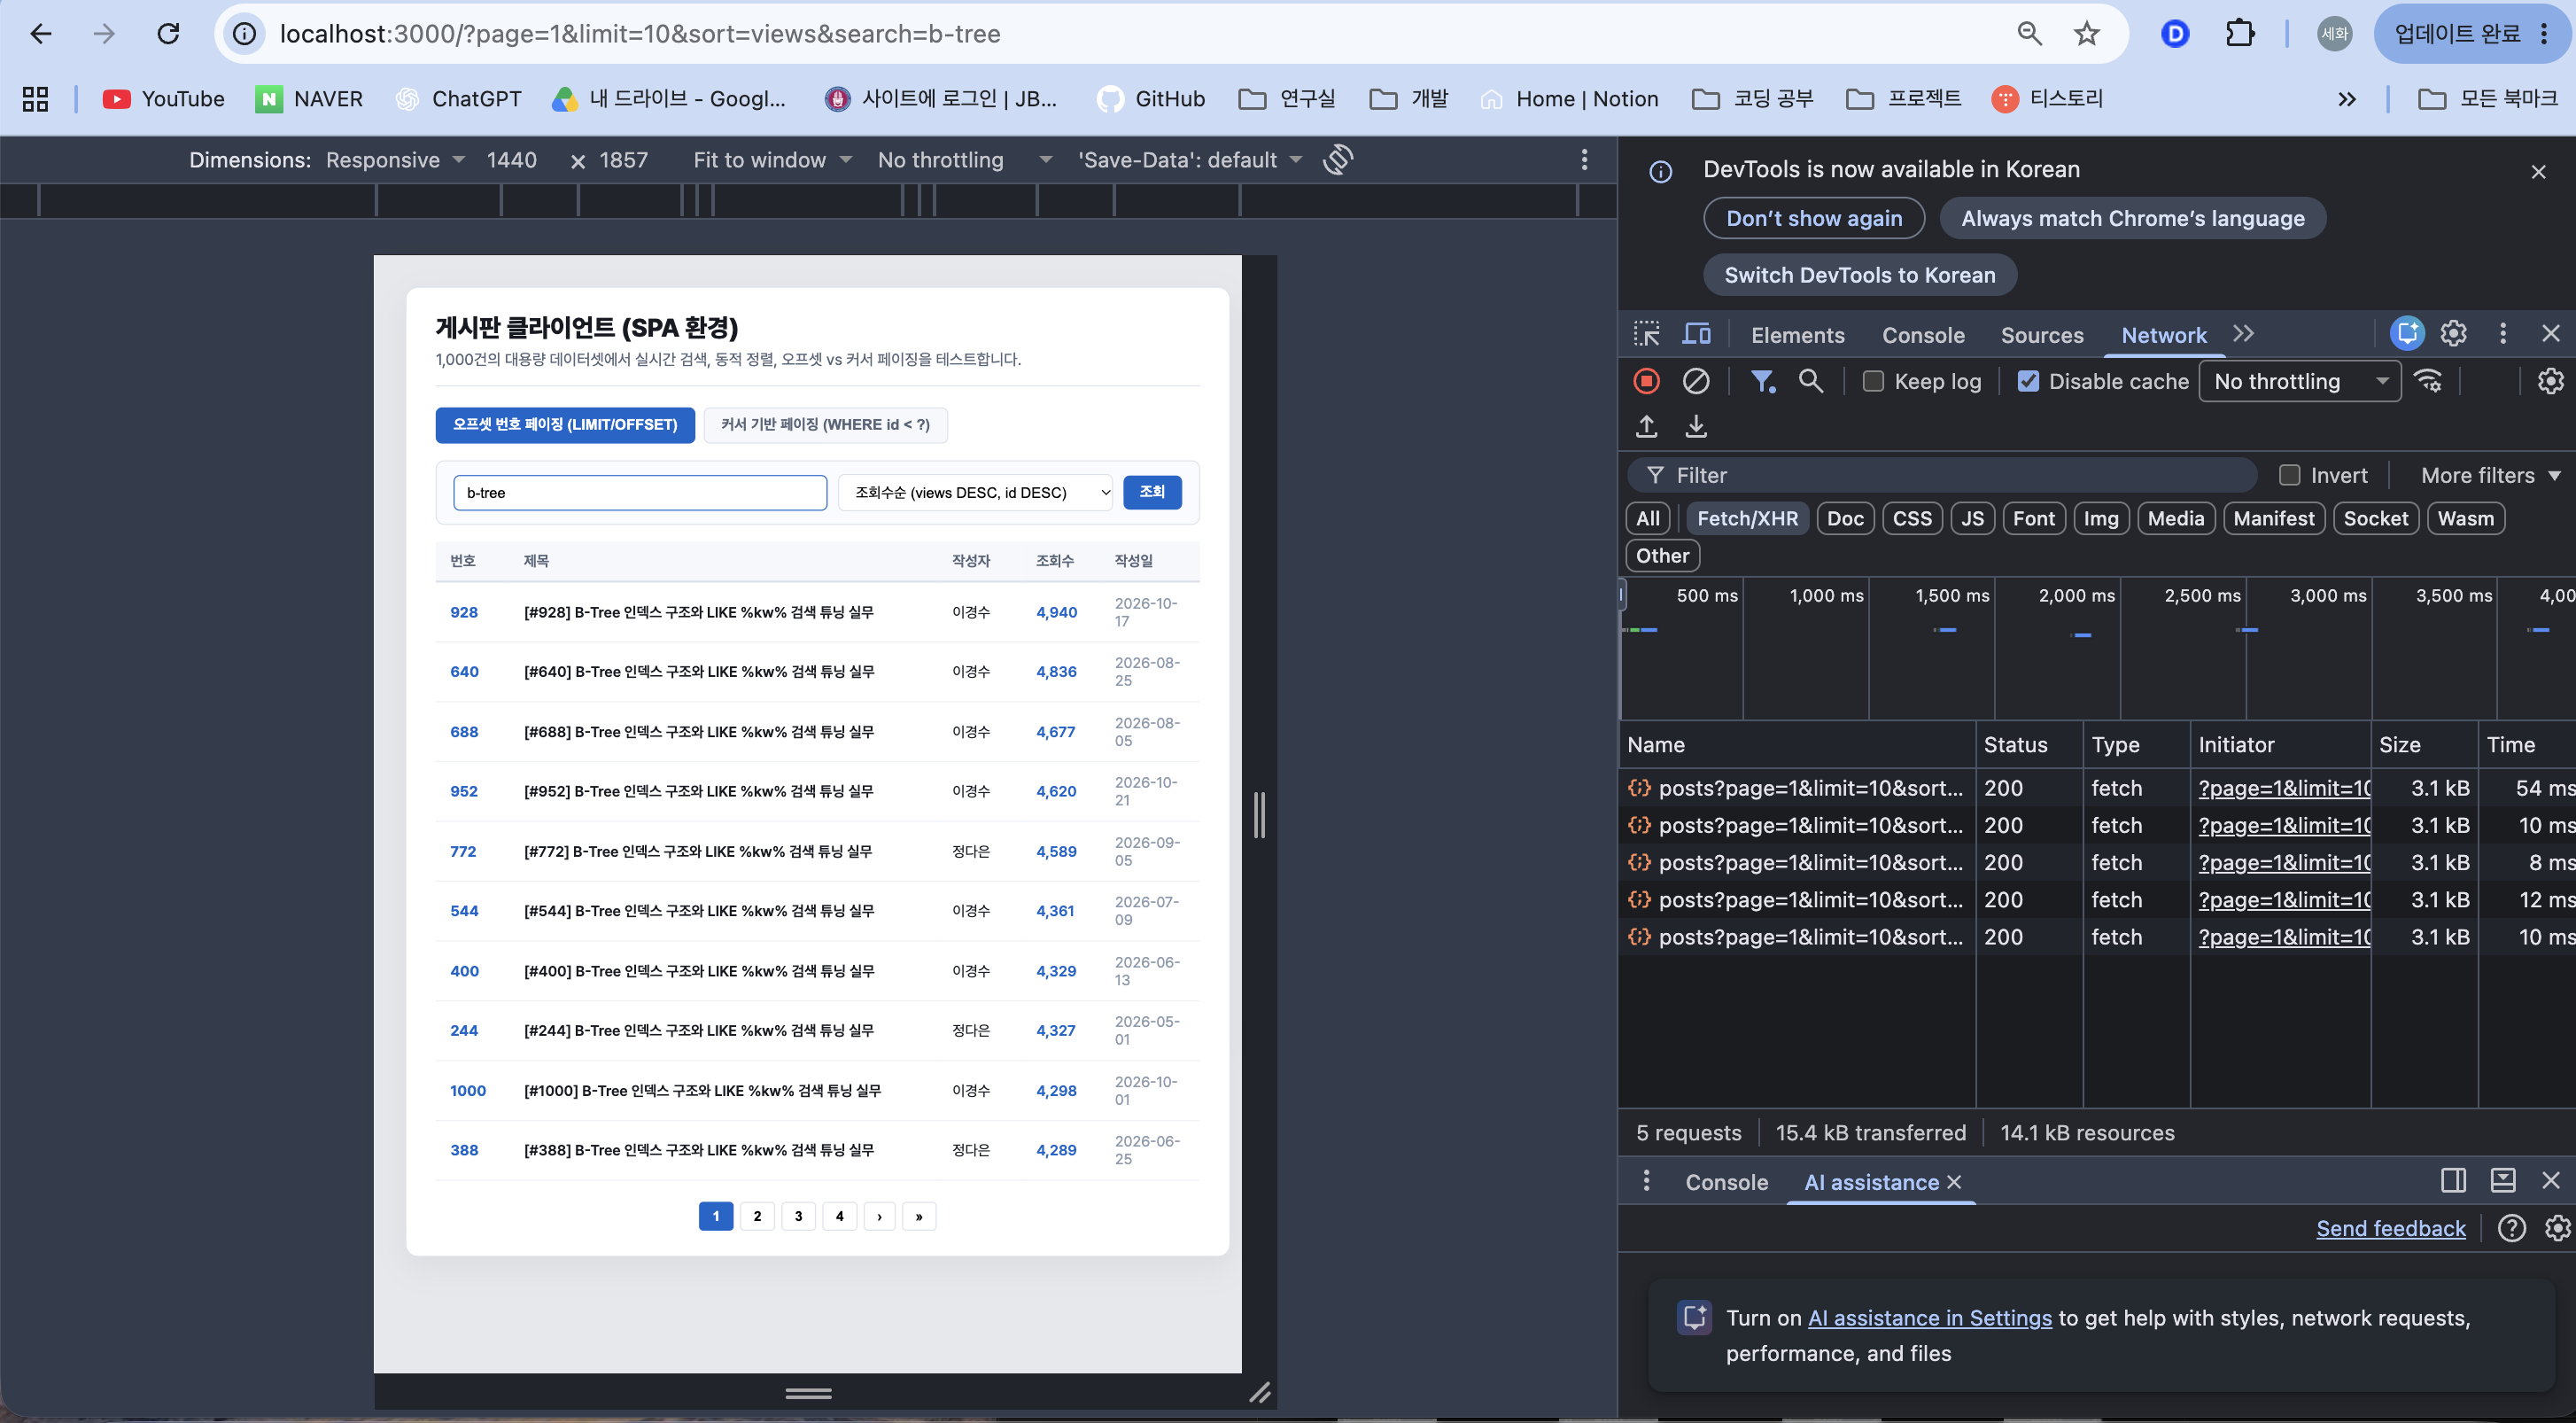 localhost:3000/?page=1&limit=10&sort=views&search=b-tree
D
세화
업데이트 완료
YouTube
N NAVER
ChatGPT
내 드라이브 - Googl...
사이트에 로그인 | JB...
GitHub
연구실
개발
Home | Notion
코딩 공부
프로젝트
티스토리
모든 북마크
Dimensions: Responsive 1440 × 1857 Fit to window No throttling 'Save-Data': default
게시판 클라이언트 (SPA 환경)
1,000건의 대용량 데이터셋에서 실시간 검색, 동적 정렬, 오프셋 vs 커서 페이징을 테스트합니다.
오프셋 번호 페이징 (LIMIT/OFFSET) 커서 기반 페이징 (WHERE id < ?)
b-tree 조회수순 (views DESC, id DESC) 조회
번호 제목 작성자 조회수 작성일
928 [#928] B-Tree 인덱스 구조와 LIKE %kw% 검색 튜닝 실무 이경수 4,940 2026-10-
17
640 [#640] B-Tree 인덱스 구조와 LIKE %kw% 검색 튜닝 실무 이경수 4,836 2026-08-
25
688 [#688] B-Tree 인덱스 구조와 LIKE %kw% 검색 튜닝 실무 이경수 4,677 2026-08-
05
952 [#952] B-Tree 인덱스 구조와 LIKE %kw% 검색 튜닝 실무 이경수 4,620 2026-10-
21
772 [#772] B-Tree 인덱스 구조와 LIKE %kw% 검색 튜닝 실무 정다은 4,589 2026-09-
05
544 [#544] B-Tree 인덱스 구조와 LIKE %kw% 검색 튜닝 실무 이경수 4,361 2026-07-
09
400 [#400] B-Tree 인덱스 구조와 LIKE %kw% 검색 튜닝 실무 이경수 4,329 2026-06-
13
244 [#244] B-Tree 인덱스 구조와 LIKE %kw% 검색 튜닝 실무 정다은 4,327 2026-05-
01
1000 [#1000] B-Tree 인덱스 구조와 LIKE %kw% 검색 튜닝 실무 이경수 4,298 2026-10-
01
388 [#388] B-Tree 인덱스 구조와 LIKE %kw% 검색 튜닝 실무 정다은 4,289 2026-06-
25
1 2 3 4 › »
DevTools is now available in Korean
Don't show again Always match Chrome's language
Switch DevTools to Korean
Elements Console Sources Network
Keep log Disable cache No throttling
Filter Invert More filters
All Fetch/XHR Doc CSS JS Font Img Media Manifest Socket Wasm
Other
500 ms 1,000 ms 1,500 ms 2,000 ms 2,500 ms 3,000 ms 3,500 ms 4,00
Name Status Type Initiator Size Time
posts?page=1&limit=10&sort... 200 fetch ?page=1&limit=10 3.1 kB 54 ms
posts?page=1&limit=10&sort... 200 fetch ?page=1&limit=10 3.1 kB 10 ms
posts?page=1&limit=10&sort... 200 fetch ?page=1&limit=10 3.1 kB 8 ms
posts?page=1&limit=10&sort... 200 fetch ?page=1&limit=10 3.1 kB 12 ms
posts?page=1&limit=10&sort... 200 fetch ?page=1&limit=10 3.1 kB 10 ms
5 requests 15.4 kB transferred 14.1 kB resources
Console AI assistance
Send feedback
Turn on AI assistance in Settings to get help with styles, network requests,
performance, and files